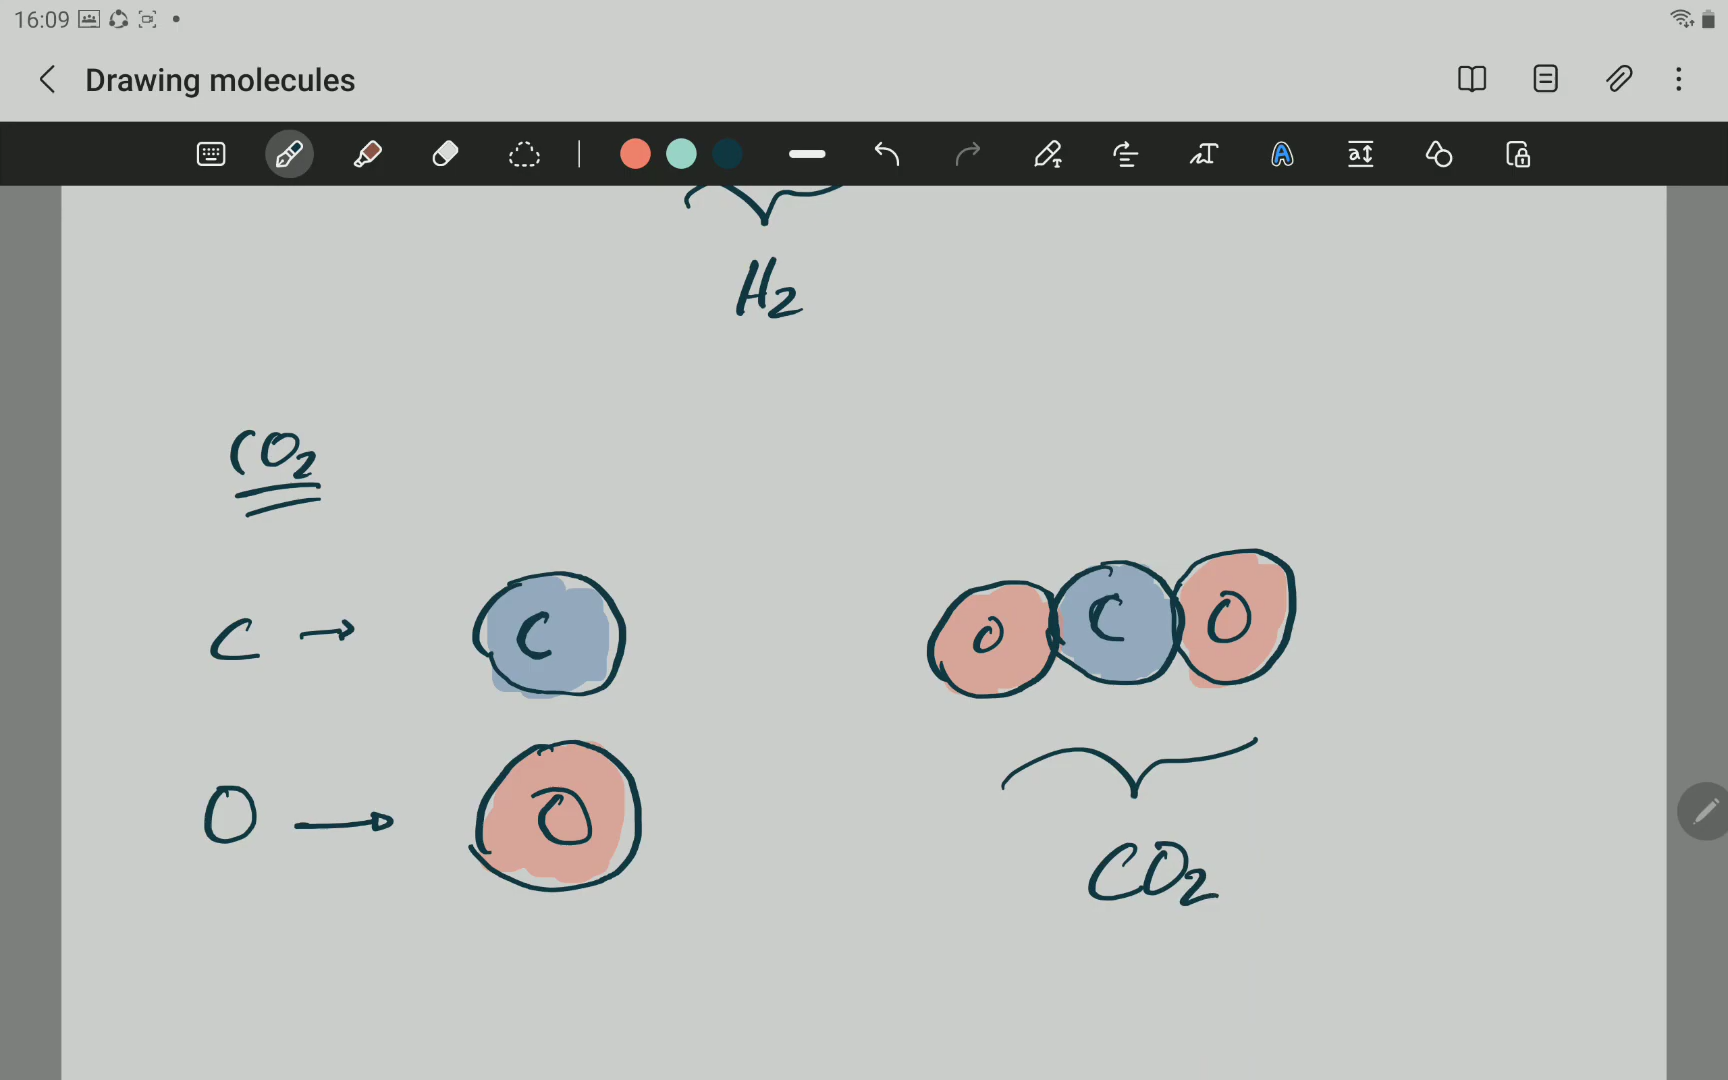 16:09
Drawing molecules
H₂
CO₂
C → C
O C O
O → O
CO₂